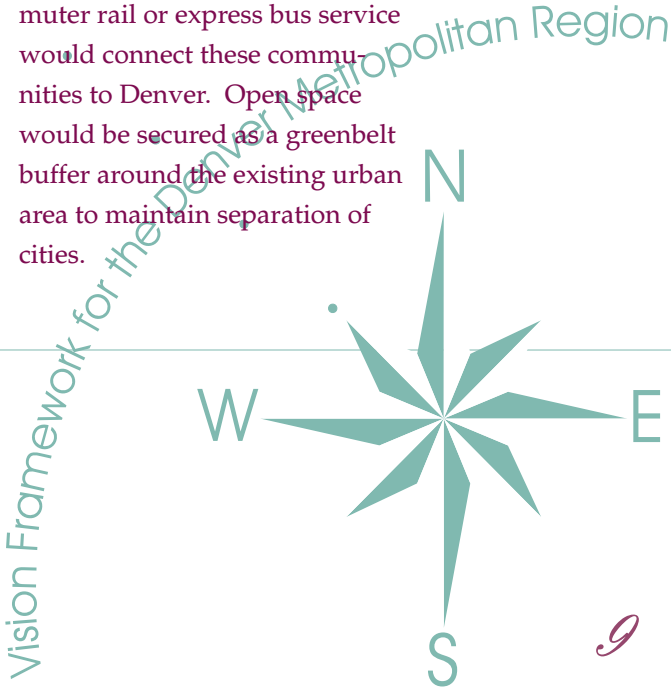 muter rail or express bus service
would connect these commu-
nities to Denver.  Open space
would be secured as a greenbelt
buffer around the existing urban
area to maintain separation of
cities.
Vision Framework for the Denver Metropolitan Region
N
W
E
S
9